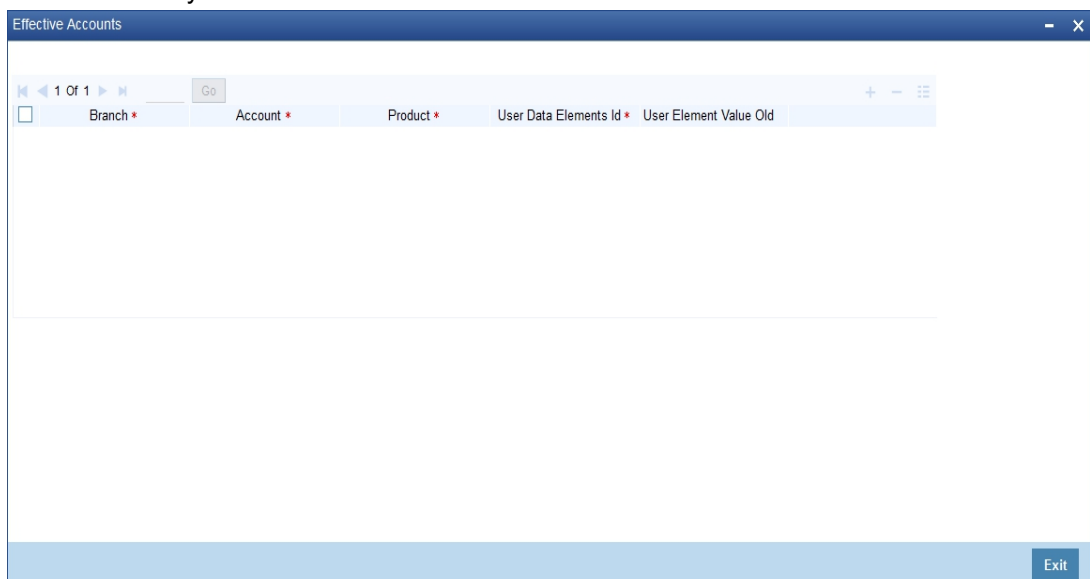 Effective Accounts
1 Of 1 Go
Branch * Account * Product * User Data Elements Id * User Element Value Old
Exit